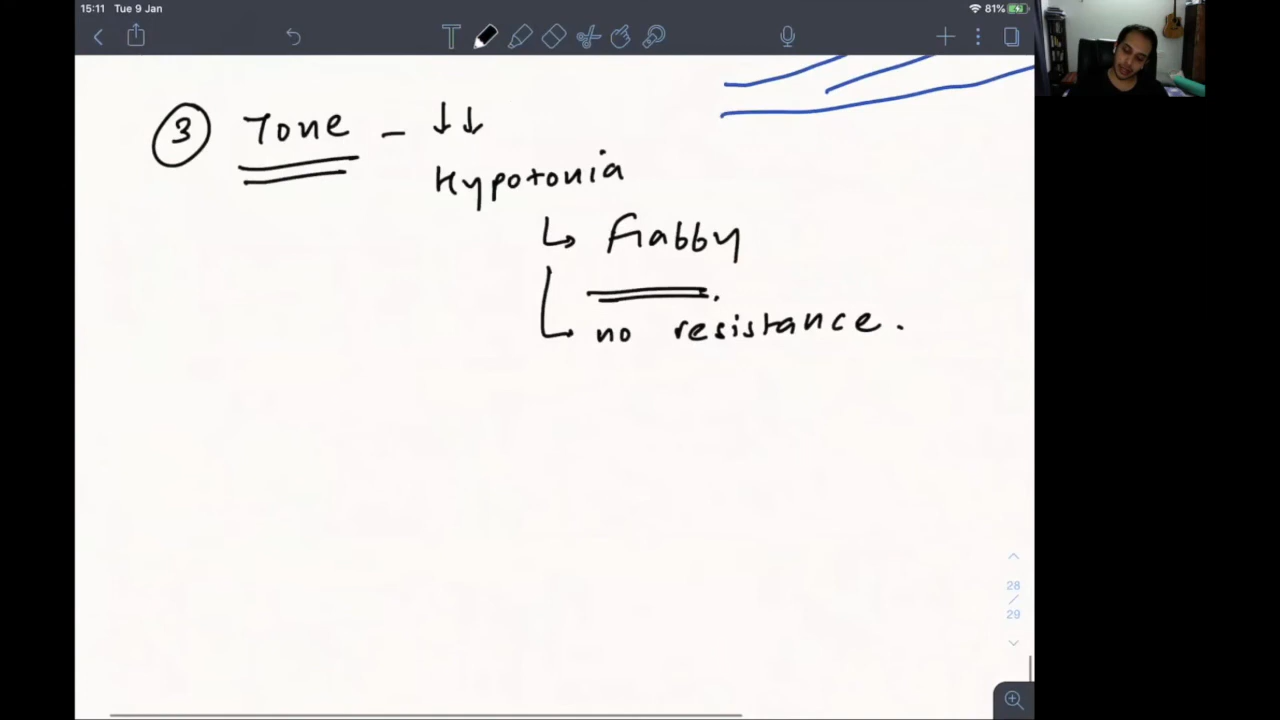 15:11 Tue 9 Jan
81%
T
3 Tone – ↓↓
Hypotonia
↳ flabby
↳ no resistance.
28
/
29